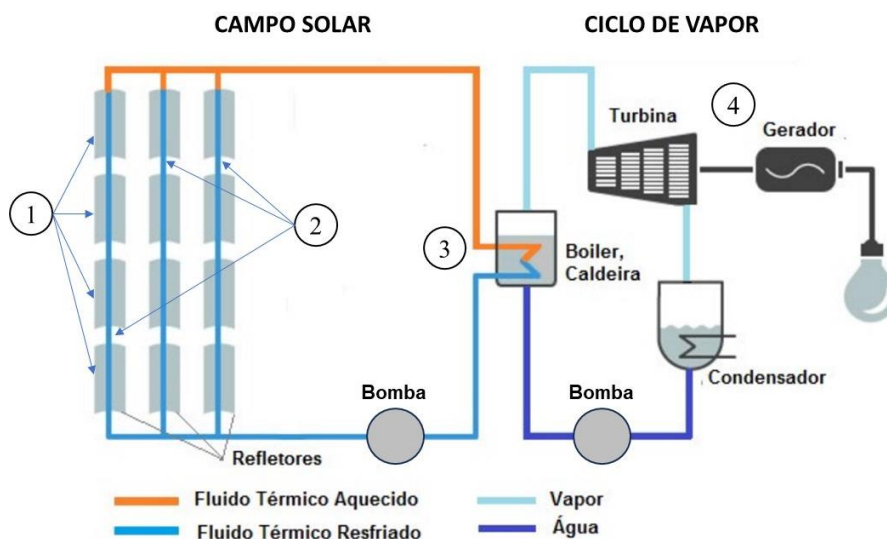 CAMPO SOLAR
CICLO DE VAPOR
4
Turbina
Gerador
1
2
3
Boiler,
Caldeira
Bomba
Bomba
Condensador
Refletores
Fluido Térmico Aquecido
Vapor
Fluido Térmico Resfriado
Água